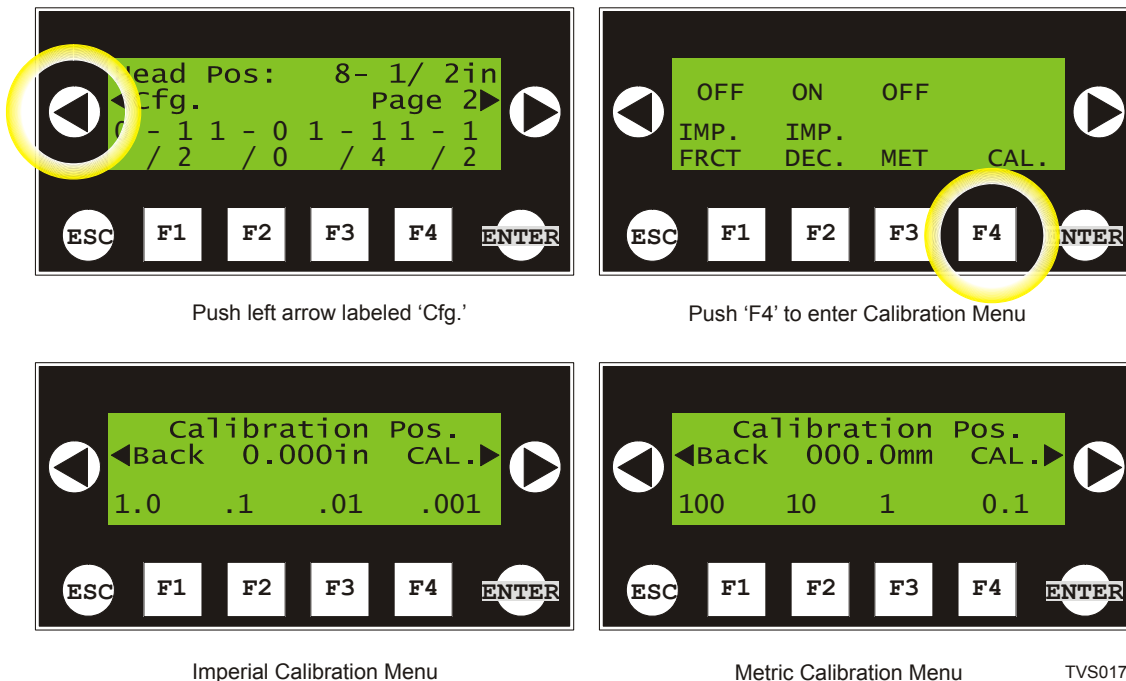 Head Pos: 8- 1/ 2in
◀Cfg. Page 2▶
0 - 1 1 - 0 1 - 1 1 - 1
/ 2 / 0 / 4 / 2
ESC F1 F2 F3 F4 ENTER
Push left arrow labeled ‘Cfg.’
OFF ON OFF
IMP. IMP.
FRCT DEC. MET CAL.
ESC F1 F2 F3 F4 ENTER
Push ‘F4’ to enter Calibration Menu
Calibration Pos.
◀Back 0.000in CAL.▶
1.0 .1 .01 .001
ESC F1 F2 F3 F4 ENTER
Imperial Calibration Menu
Calibration Pos.
◀Back 000.0mm CAL.▶
100 10 1 0.1
ESC F1 F2 F3 F4 ENTER
Metric Calibration Menu
TVS017